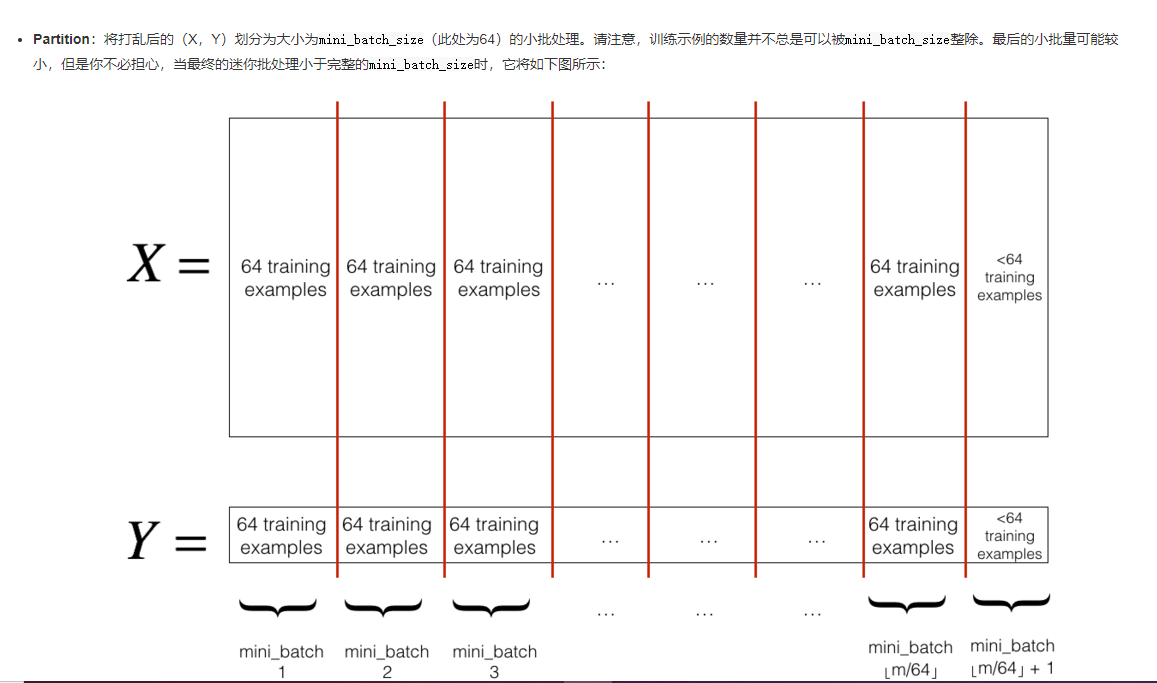 • Partition：将打乱后的（X，Y）划分为大小为mini_batch_size（此处为64）的小批处理。请注意，训练示例的数量并不总是可以被mini_batch_size整除。最后的小批量可能较
小，但是你不必担心，当最终的迷你批处理小于完整的mini_batch_size时，它将如下图所示：
X = 64 training examples 64 training examples 64 training examples ... ... ... 64 training examples <64 training examples
Y = 64 training examples 64 training examples 64 training examples ... ... ... 64 training examples <64 training examples
... ... ...
mini_batch 1 mini_batch 2 mini_batch 3 mini_batch ⌊m/64⌋ mini_batch ⌊m/64⌋ + 1